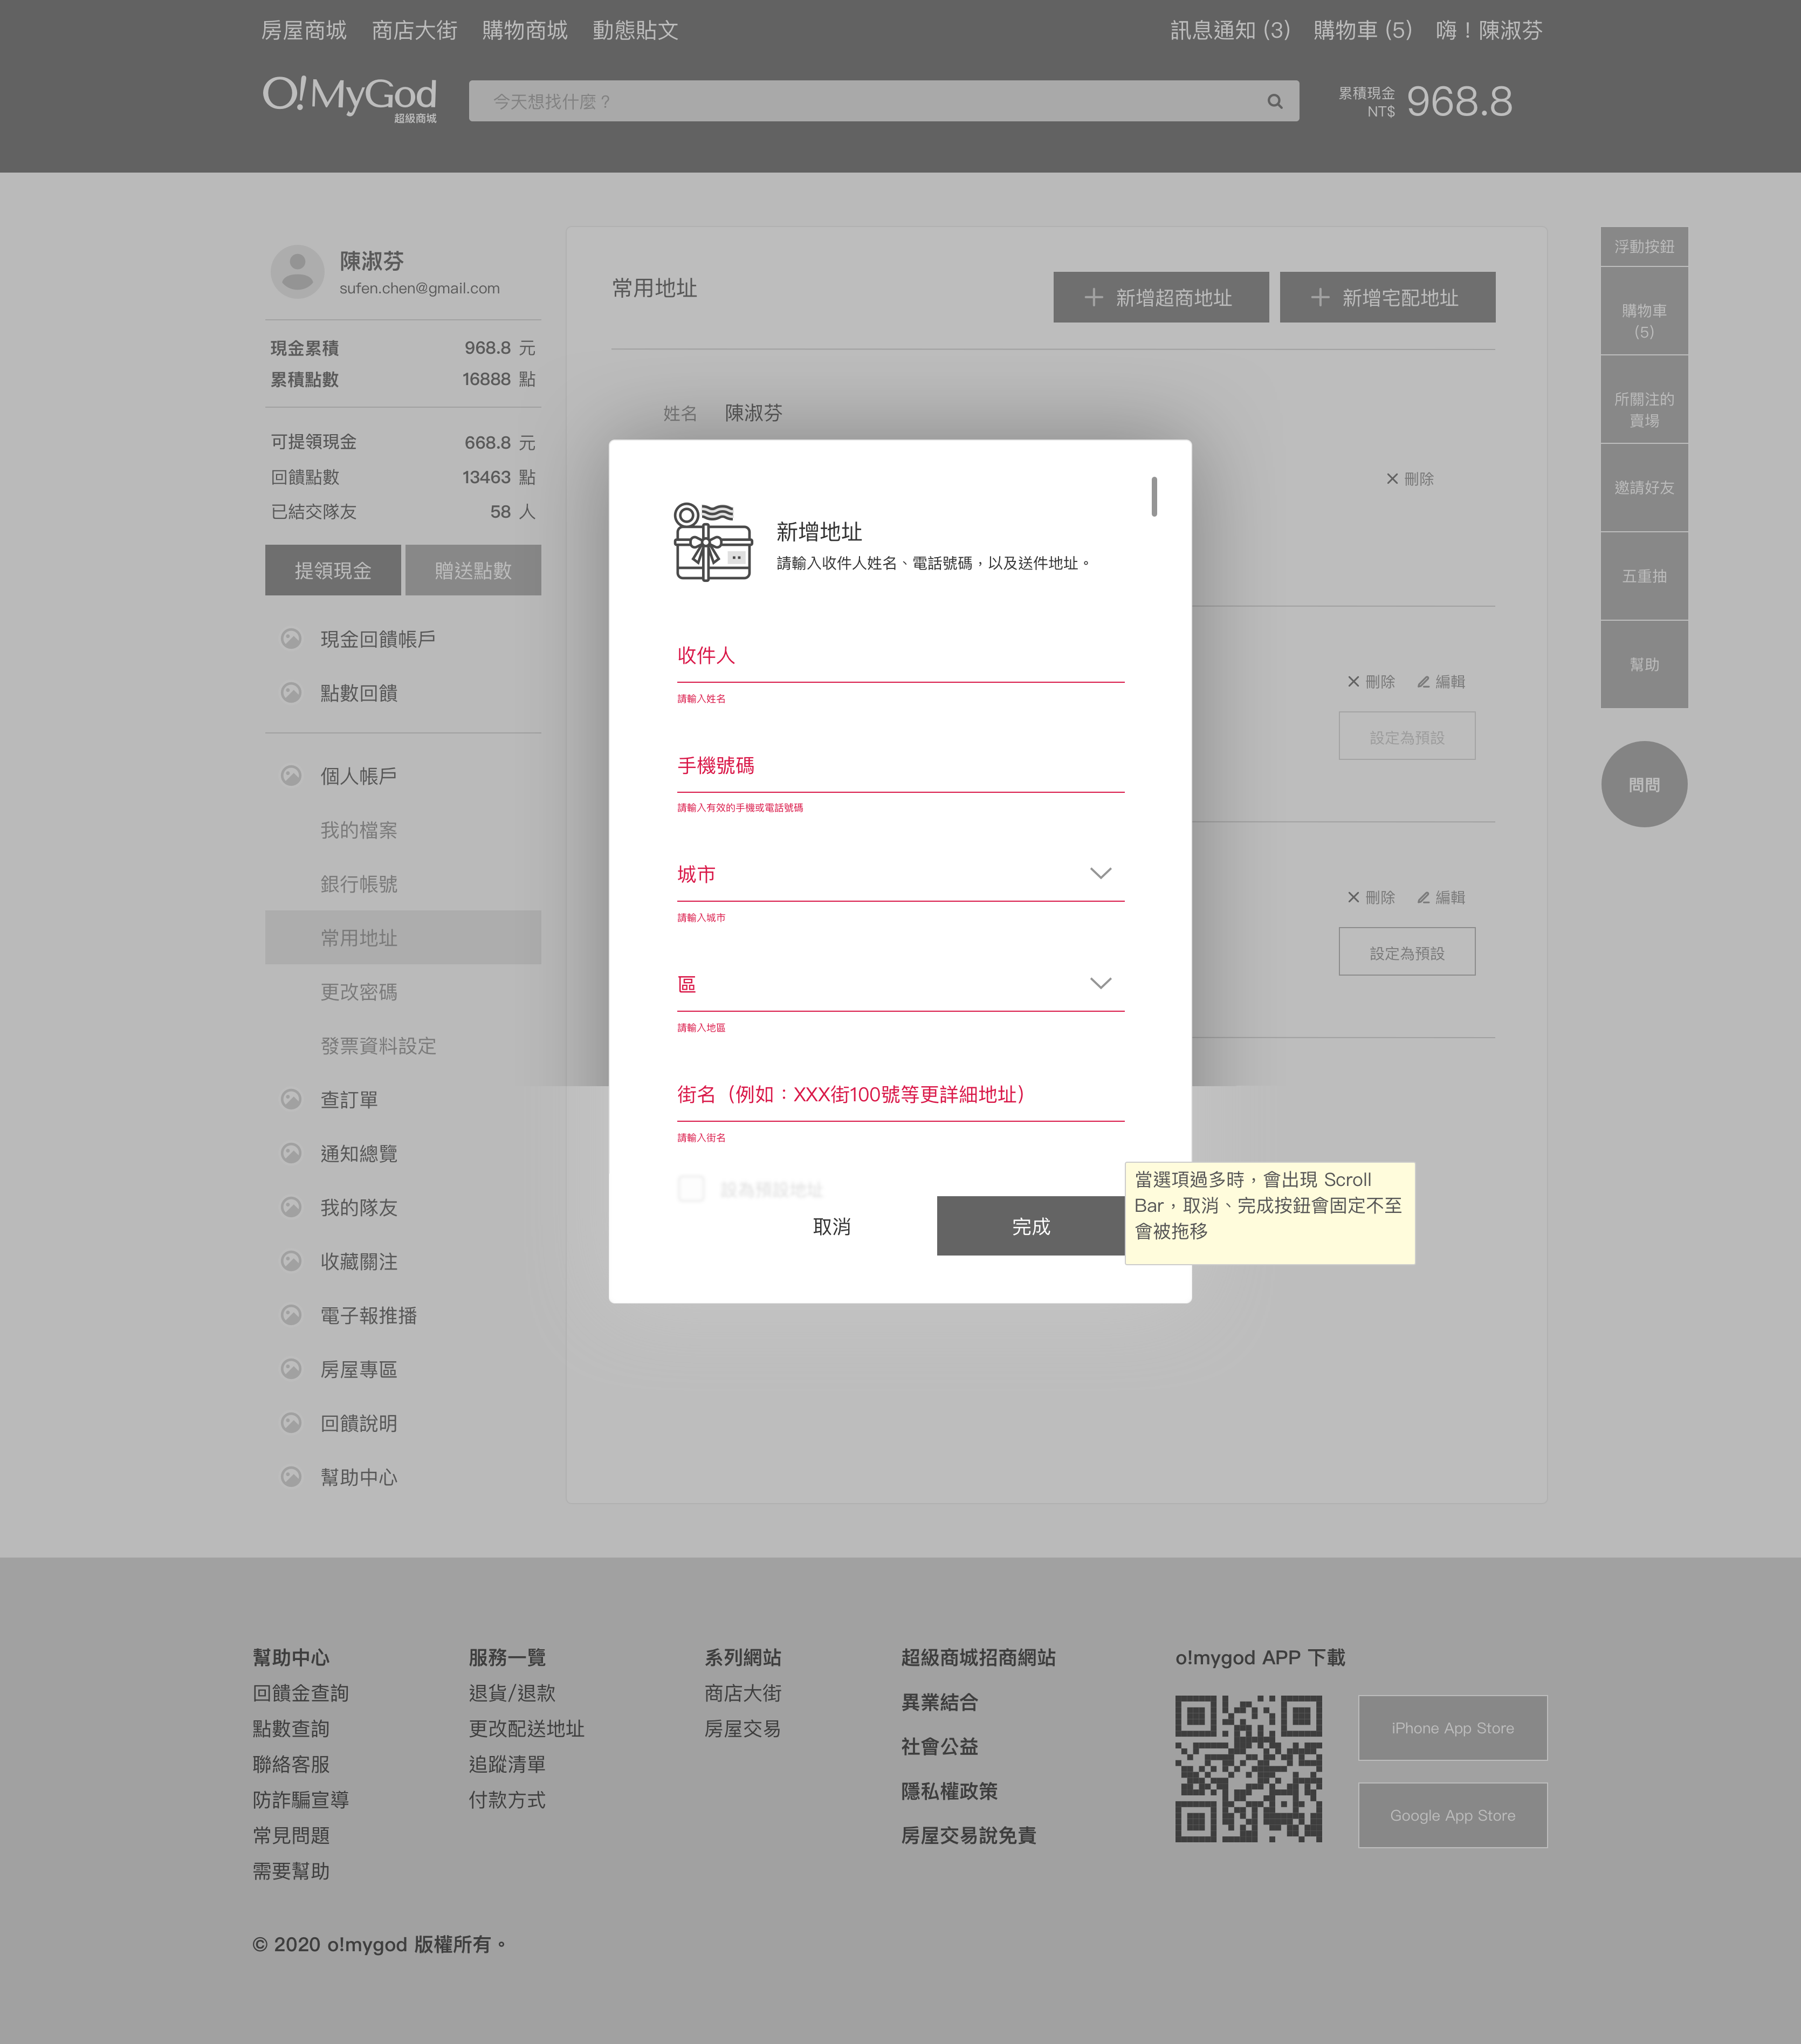 房屋商城 商店大街 購物商城 動態貼文
訊息通知 (3) 購物車 (5) 嗨！陳淑芬
O!MyGod
超級商城
今天想找什麼？
累積現金
NT$
968.8
陳淑芬
sufen.chen@gmail.com
現金累積 968.8 元
累積點數 16888 點
可提領現金 668.8 元
回饋點數 13463 點
已結交隊友 58 人
提領現金 贈送點數
現金回饋帳戶
點數回饋
個人帳戶
我的檔案
銀行帳號
常用地址
更改密碼
發票資料設定
查訂單
通知總覽
我的隊友
收藏關注
電子報推播
房屋專區
回饋說明
幫助中心
常用地址
新增超商地址 新增宅配地址
姓名 陳淑芬
刪除
刪除 編輯
設定為預設
刪除 編輯
設定為預設
新增地址
請輸入收件人姓名、電話號碼，以及送件地址。
收件人
請輸入姓名
手機號碼
請輸入有效的手機或電話號碼
城市
請輸入城市
區
請輸入地區
街名（例如：XXX街100號等更詳細地址）
請輸入街名
設為預設地址
取消 完成
當選項過多時，會出現 Scroll
Bar，取消、完成按鈕會固定不至
會被拖移
浮動按鈕
購物車
(5)
所關注的
賣場
邀請好友
五重抽
幫助
問問
幫助中心
回饋金查詢
點數查詢
聯絡客服
防詐騙宣導
常見問題
需要幫助
服務一覽
退貨/退款
更改配送地址
追蹤清單
付款方式
系列網站
商店大街
房屋交易
超級商城招商網站
異業結合
社會公益
隱私權政策
房屋交易說免責
o!mygod APP 下載
iPhone App Store
Google App Store
© 2020 o!mygod 版權所有。